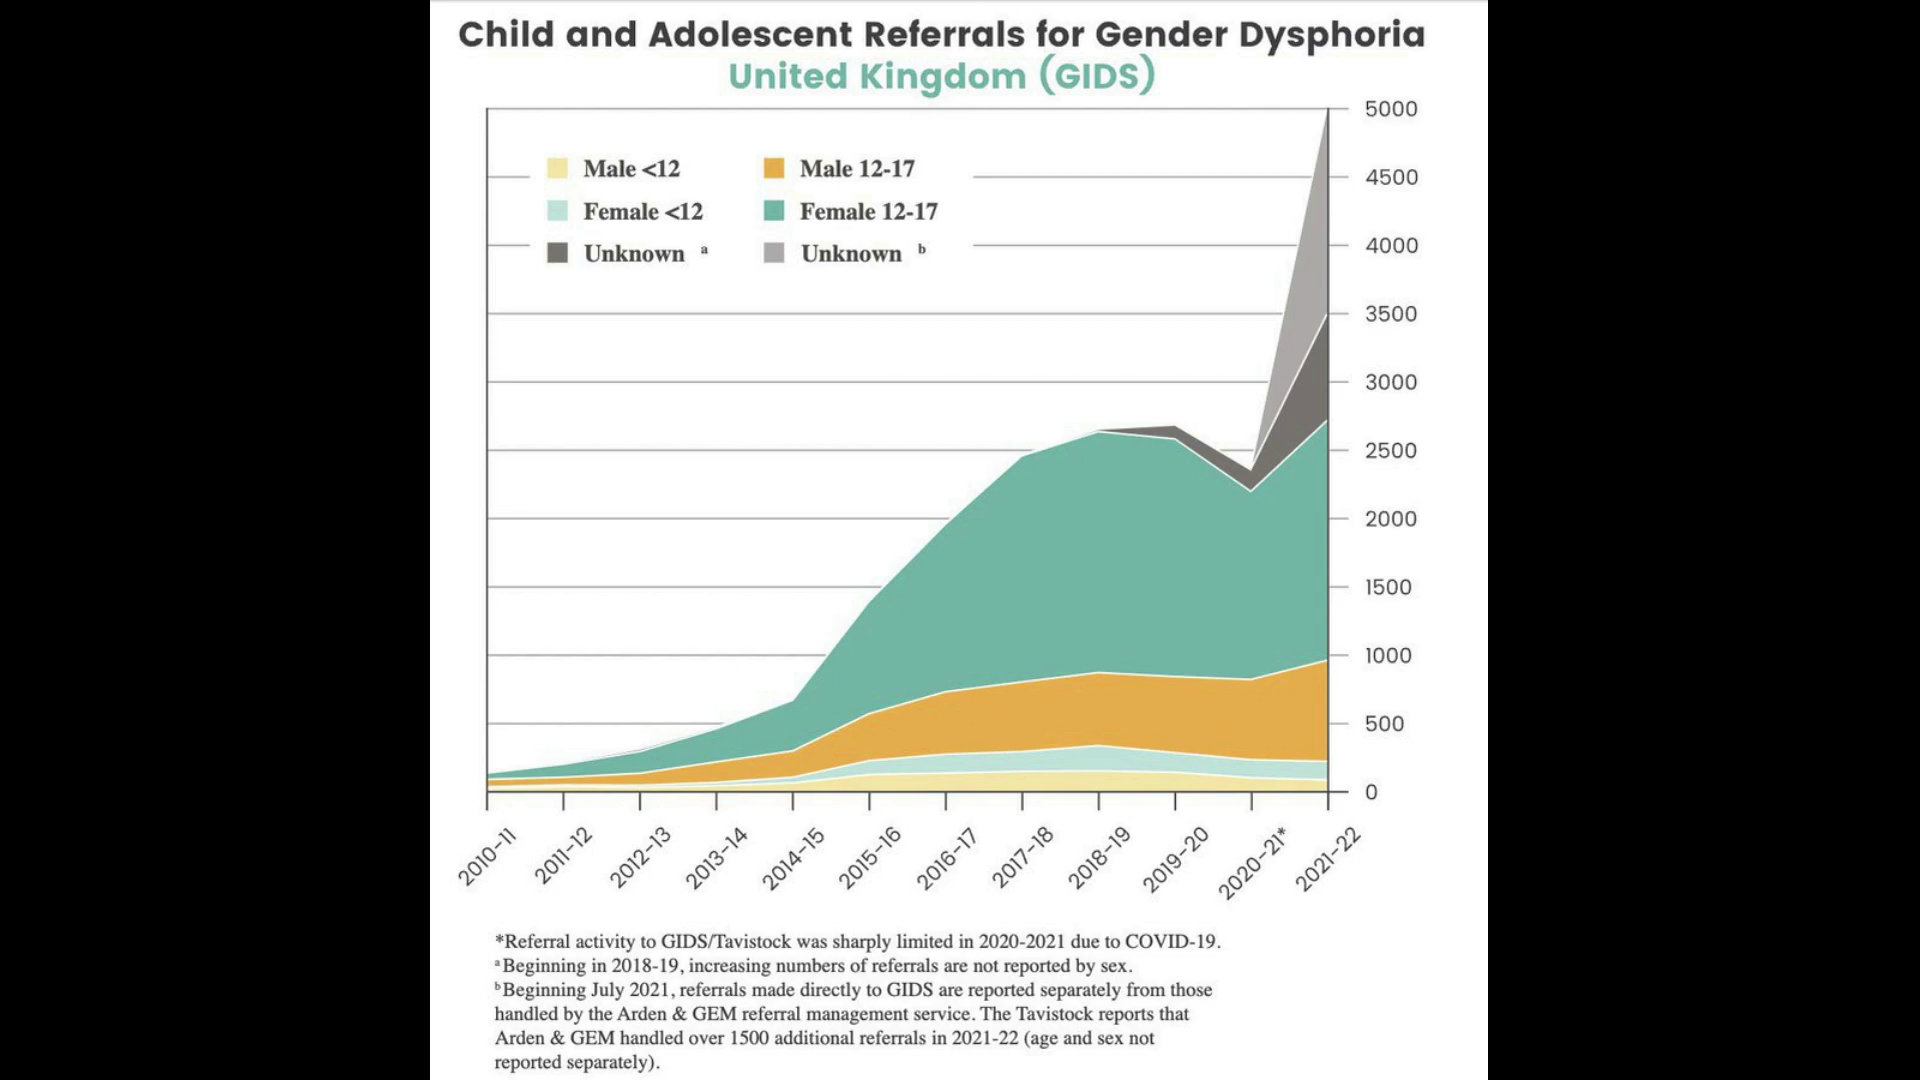 Child and Adolescent Referrals for Gender Dysphoria
United Kingdom (GIDS)
Male <12
Male 12-17
Female <12
Female 12-17
Unknown a
Unknown b
5000
4500
4000
3500
3000
2500
2000
1500
1000
500
0
2010-11
2011-12
2012-13
2013-14
2014-15
2015-16
2016-17
2017-18
2018-19
2019-20
2020-21*
2021-22
*Referral activity to GIDS/Tavistock was sharply limited in 2020-2021 due to COVID-19.
a Beginning in 2018-19, increasing numbers of referrals are not reported by sex.
b Beginning July 2021, referrals made directly to GIDS are reported separately from those
handled by the Arden & GEM referral management service. The Tavistock reports that
Arden & GEM handled over 1500 additional referrals in 2021-22 (age and sex not
reported separately).